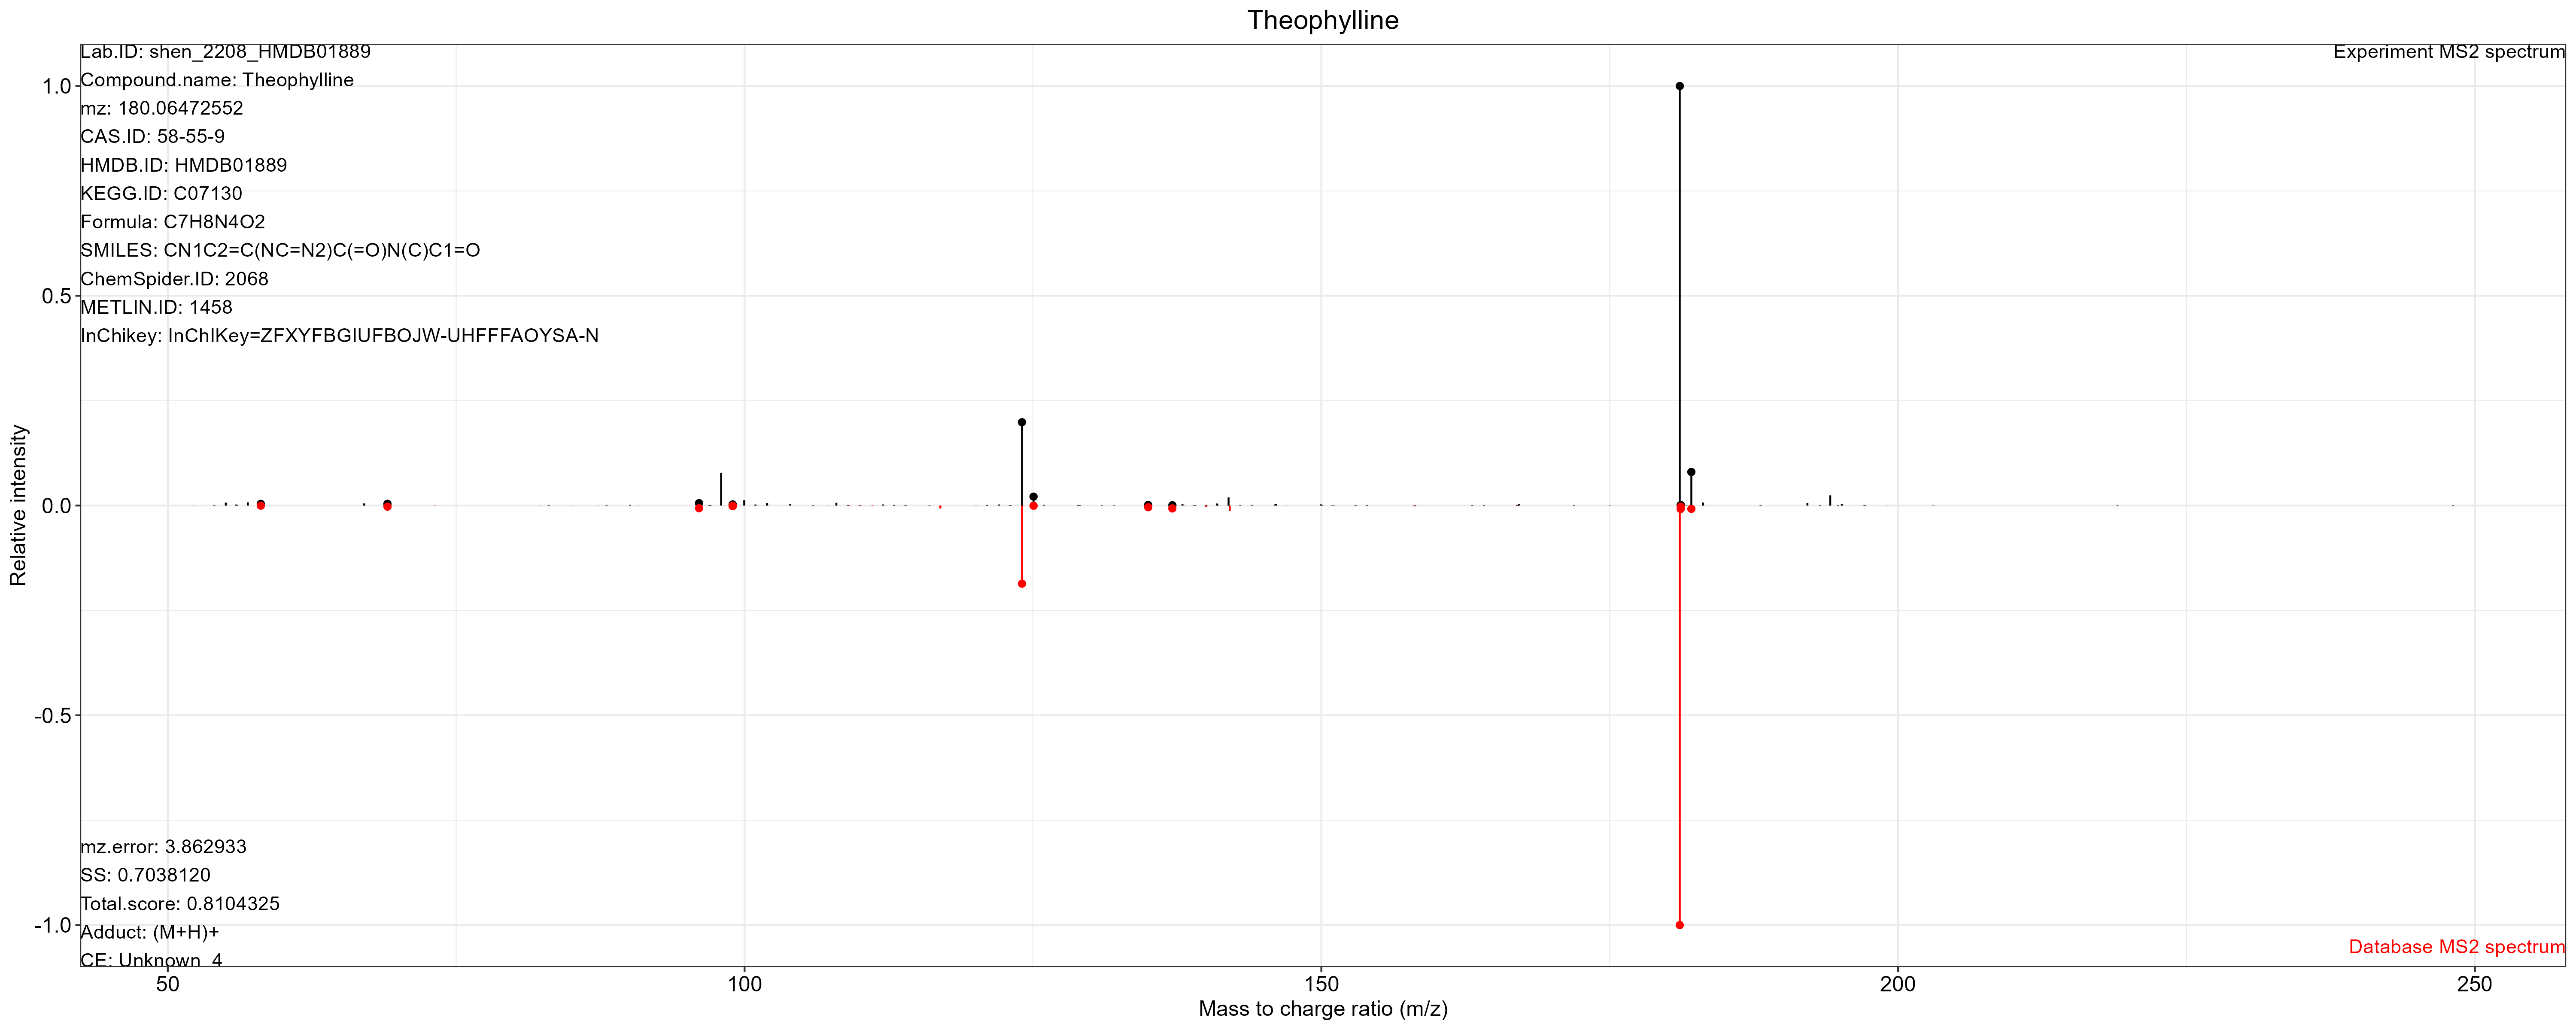 Theophylline
Lab.ID: shen_2208_HMDB01889
Experiment MS2 spectrum
Compound.name: Theophylline
mz: 180.06472552
CAS.ID: 58-55-9
HMDB.ID: HMDB01889
KEGG.ID: C07130
Formula: C7H8N4O2
SMILES: CN1C2=C(NC=N2)C(=O)N(C)C1=O
ChemSpider.ID: 2068
METLIN.ID: 1458
InChikey: InChIKey=ZFXYFBGIUFBOJW-UHFFFAOYSA-N
1.0
0.5
0.0
-0.5
-1.0
Relative intensity
mz.error: 3.862933
SS: 0.7038120
Total.score: 0.8104325
Adduct: (M+H)+
CE: Unknown_4
Database MS2 spectrum
50
100
150
200
250
Mass to charge ratio (m/z)